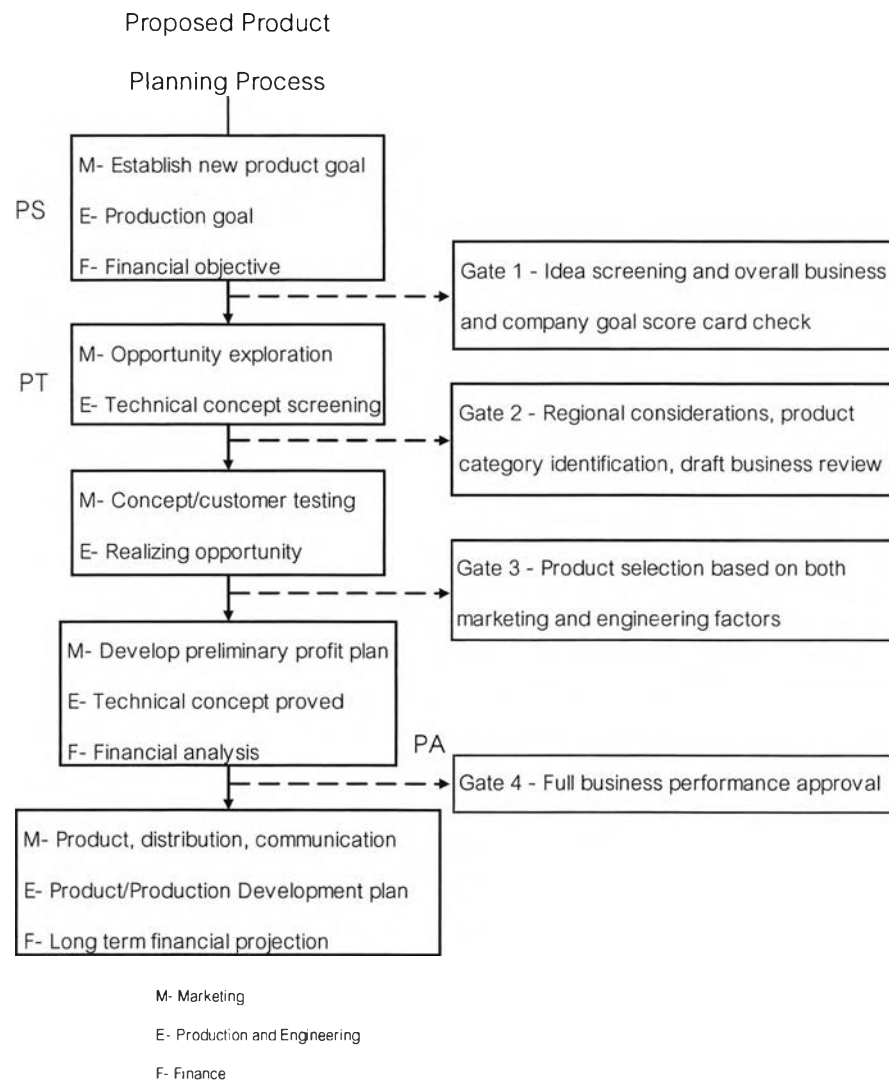 Proposed Product
Planning Process
M- Establish new product goal
PS
E- Production goal
F- Financial objective
Gate 1 - Idea screening and overall business
and company goal score card check
M- Opportunity exploration
PT
E- Technical concept screening
Gate 2 - Regional considerations, product
category identification, draft business review
M- Concept/customer testing
E- Realizing opportunity
Gate 3 - Product selection based on both
marketing and engineering factors
M- Develop preliminary profit plan
E- Technical concept proved
F- Financial analysis
PA
Gate 4 - Full business performance approval
M- Product, distribution, communication
E- Product/Production Development plan
F- Long term financial projection
M- Marketing
E- Production and Engineering
F- Finance